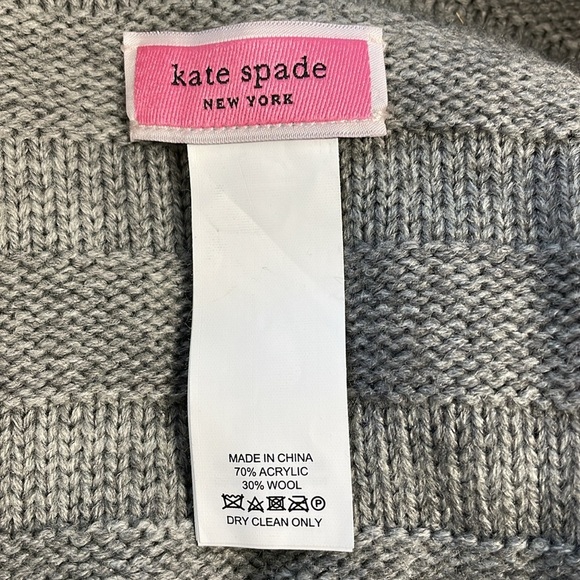 kate spade
NEW YORK
MADE IN CHINA
70% ACRYLIC
30% WOOL
P
DRY CLEAN ONLY